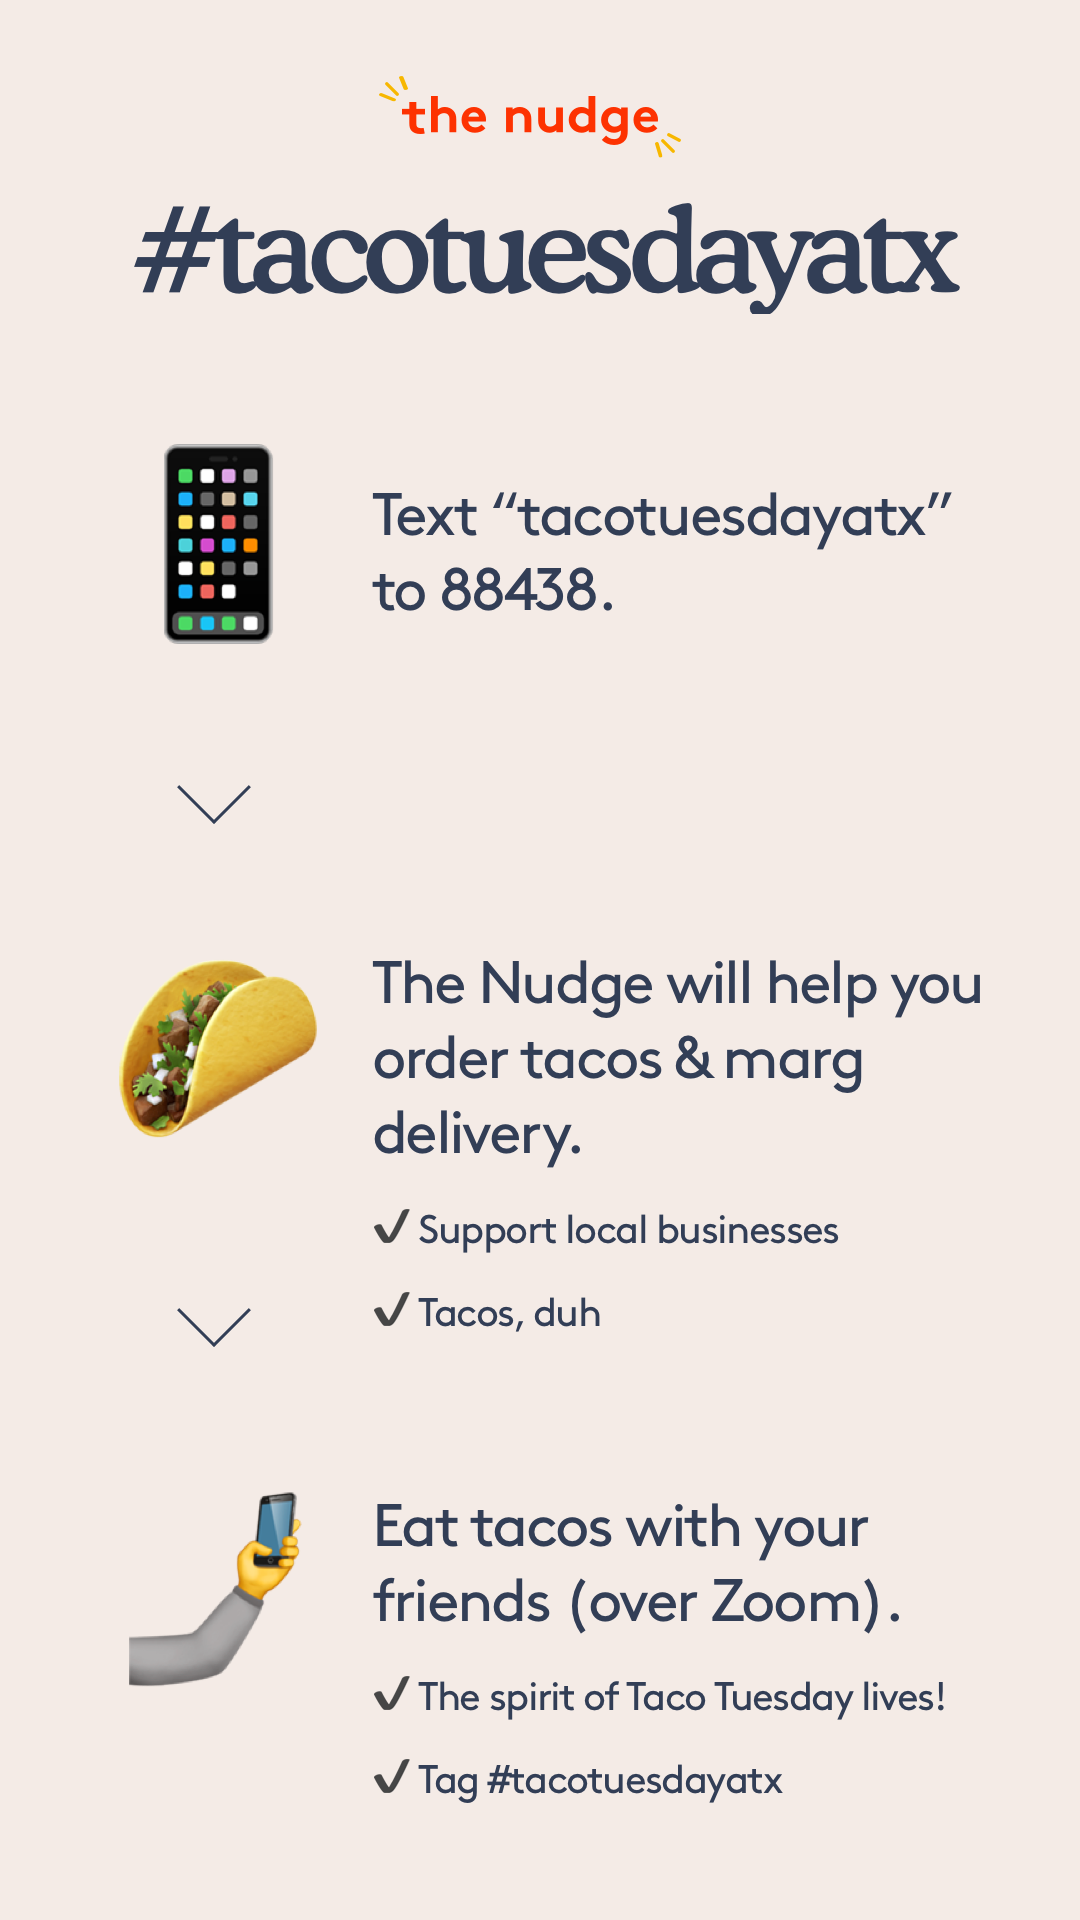 the nudge
#tacotuesdayatx
Text “tacotuesdayatx”
to 88438.
The Nudge will help you
order tacos & marg
delivery.
✔ Support local businesses
✔ Tacos, duh
Eat tacos with your
friends (over Zoom).
✔ The spirit of Taco Tuesday lives!
✔ Tag #tacotuesdayatx